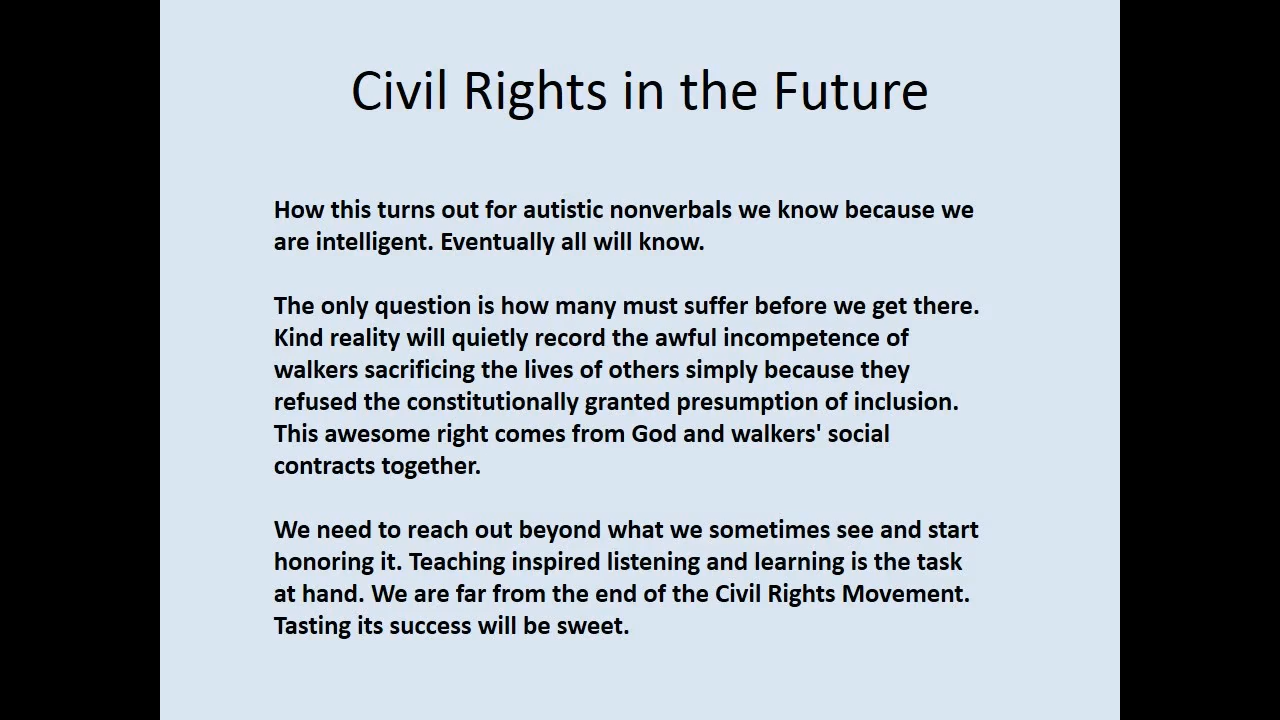 Civil Rights in the Future
How this turns out for autistic nonverbals we know because we
are intelligent. Eventually all will know.
The only question is how many must suffer before we get there.
Kind reality will quietly record the awful incompetence of
walkers sacrificing the lives of others simply because they
refused the constitutionally granted presumption of inclusion.
This awesome right comes from God and walkers' social
contracts together.
We need to reach out beyond what we sometimes see and start
honoring it. Teaching inspired listening and learning is the task
at hand. We are far from the end of the Civil Rights Movement.
Tasting its success will be sweet.